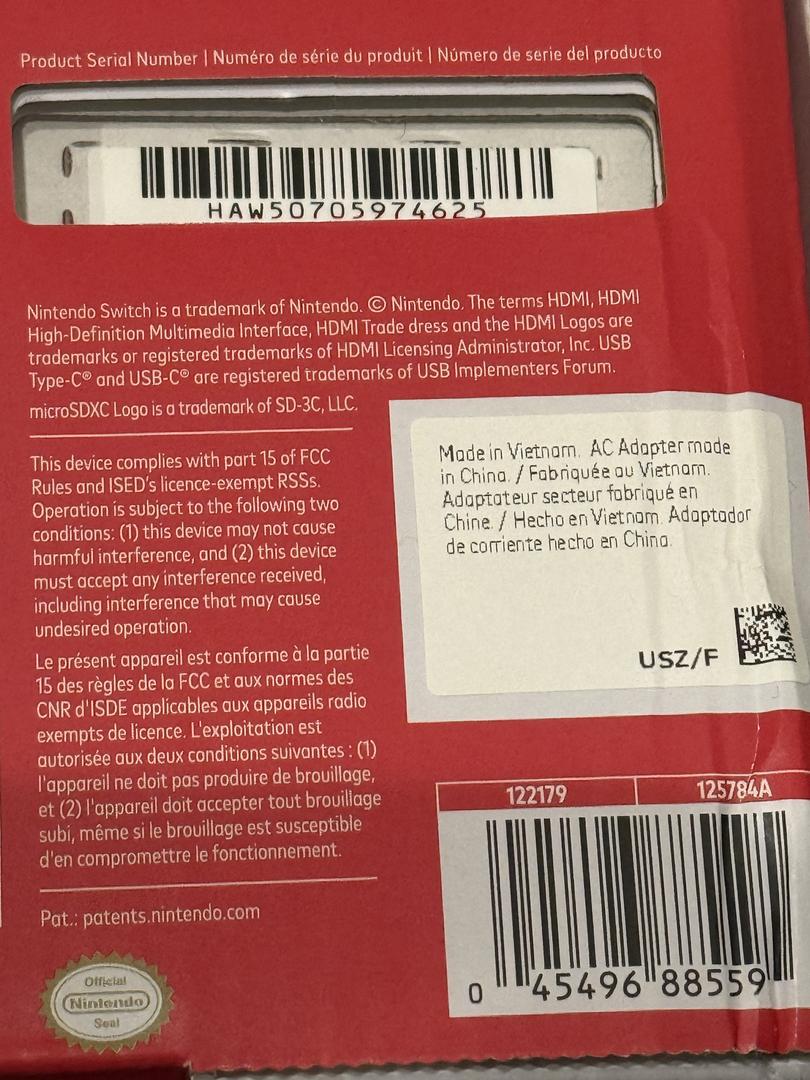 Product Serial Number | Numéro de série du produit | Número de serie del producto
HAW50705974625
Nintendo Switch is a trademark of Nintendo. © Nintendo. The terms HDMI, HDMI
High-Definition Multimedia Interface, HDMI Trade dress and the HDMI Logos are
trademarks or registered trademarks of HDMI Licensing Administrator, Inc. USB
Type-C® and USB-C® are registered trademarks of USB Implementers Forum.
microSDXC Logo is a trademark of SD-3C, LLC.
This device complies with part 15 of FCC
Rules and ISED's licence-exempt RSSs.
Operation is subject to the following two
conditions: (1) this device may not cause
harmful interference, and (2) this device
must accept any interference received,
including interference that may cause
undesired operation.
Le présent appareil est conforme à la partie
15 des règles de la FCC et aux normes des
CNR d'ISDE applicables aux appareils radio
exempts de licence. L'exploitation est
autorisée aux deux conditions suivantes : (1)
l'appareil ne doit pas produire de brouillage,
et (2) l'appareil doit accepter tout brouillage
subi, même si le brouillage est susceptible
d'en compromettre le fonctionnement.
Pat.: patents.nintendo.com
Official
Nintendo
Seal
Made in Vietnam. AC Adapter made
in China. / Fabriquée au Vietnam.
Adaptateur secteur fabriqué en
Chine. / Hecho en Vietnam. Adaptador
de corriente hecho en China.
USZ/F
122179 125784A
0 45496 88559